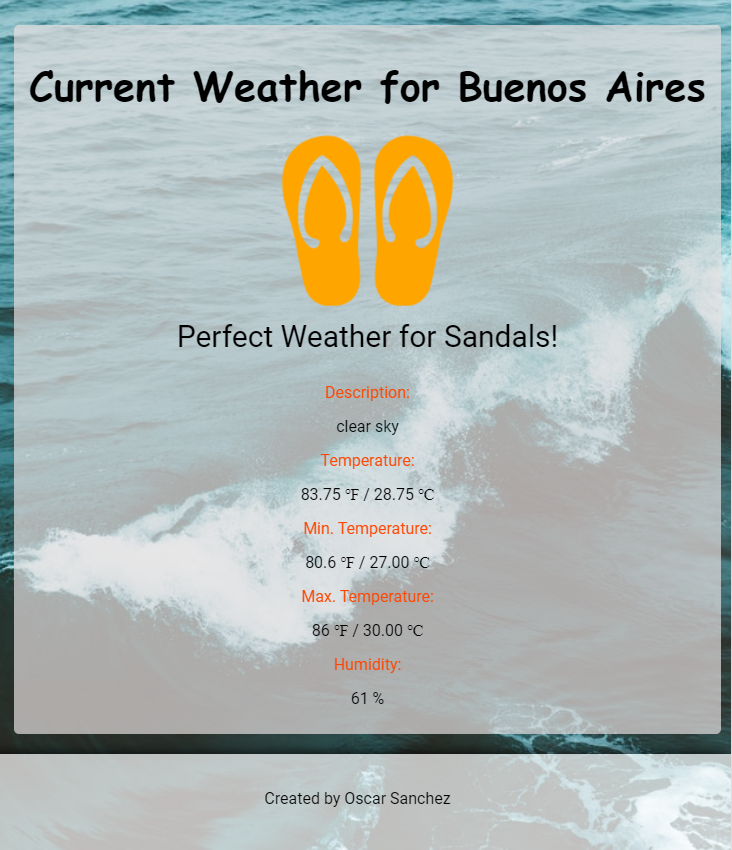 Current Weather for Buenos Aires
Perfect Weather for Sandals!
Description:
clear sky
Temperature:
83.75 ℉ / 28.75 ℃
Min. Temperature:
80.6 ℉ / 27.00 ℃
Max. Temperature:
86 ℉ / 30.00 ℃
Humidity:
61 %
Created by Oscar Sanchez